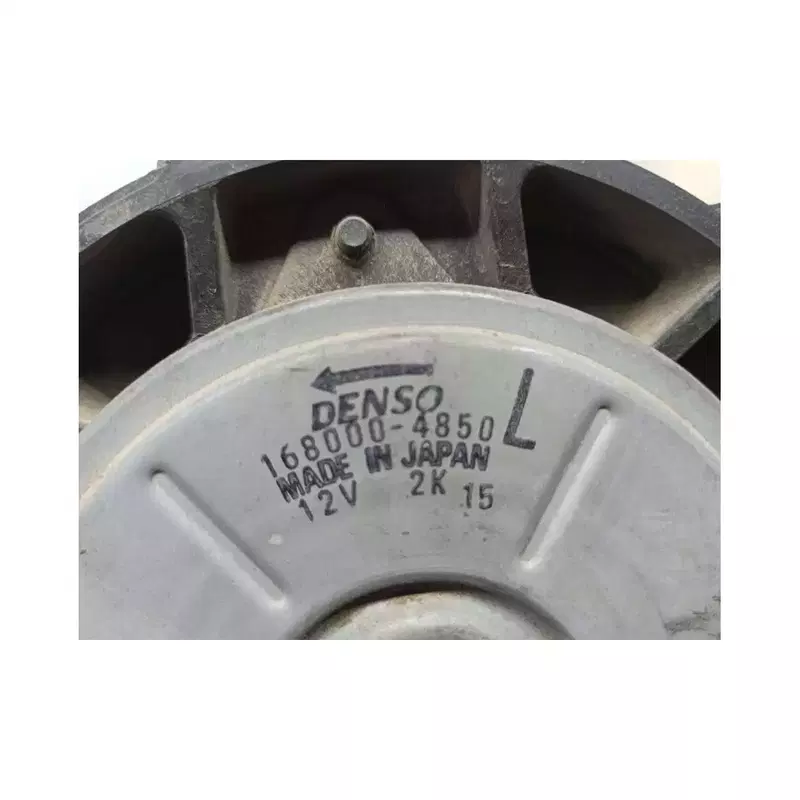 DENSO
168000-4850 L
MADE IN JAPAN
12V 2K 15